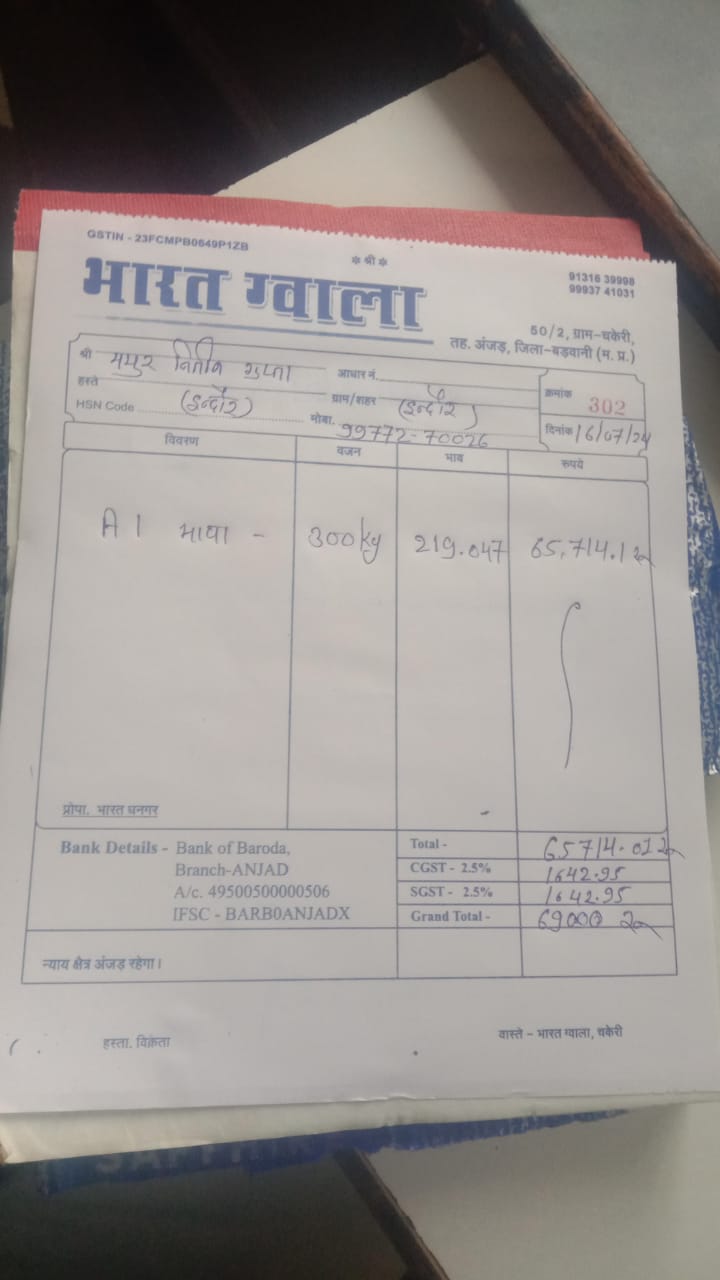 GSTIN - 23FCMPB0649P1ZB
* श्री *
91316 39998
99937 41031
भारत ग्वाला
50/2, ग्राम-चकेरी,
तह. अंजड़, जिला-बड़वानी (म. प्र.)
श्री मयुर नितीन गुप्ता आधार नं.
हस्ते (इन्दौर) ग्राम/शहर (इन्दौर)
HSN Code मोबा. 99772-70026
क्रमांक 302
दिनांक 16/07/24
विवरण वजन भाव रुपये
A1 मावा - 300kg 219.047 65,714.1
प्रोपा. भारत धनगर
Bank Details - Bank of Baroda, Total - 65714.01
Branch-ANJAD CGST - 2.5% 1642.95
A/c. 49500500000506 SGST - 2.5% 1642.95
IFSC - BARB0ANJADX Grand Total - 69000
न्याय क्षेत्र अंजड़ रहेगा।
हस्ता. विक्रेता वास्ते - भारत ग्वाला, चकेरी